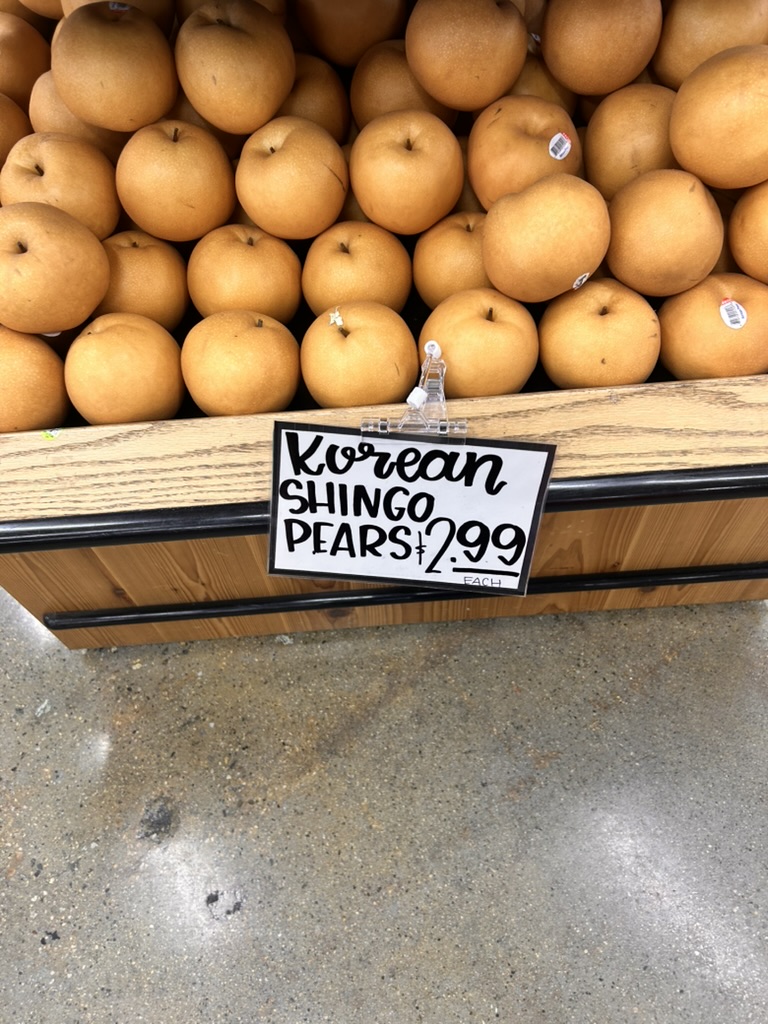 Korean
SHINGO
PEARS $2.99
EACH